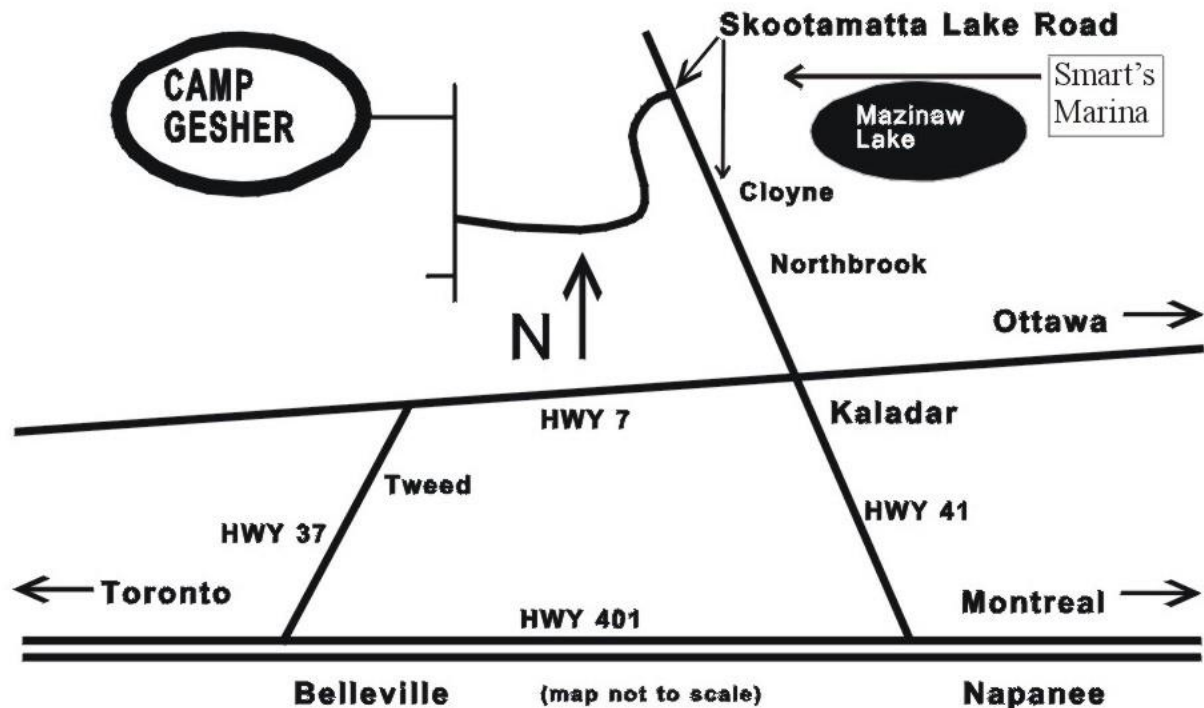 Skootamatta Lake Road
CAMP
GESHER
Smart's
Marina
Mazinaw
Lake
Cloyne
Northbrook
N
Ottawa
HWY 7
Kaladar
Tweed
HWY 37
HWY 41
Toronto
Montreal
HWY 401
Belleville
(map not to scale)
Napanee